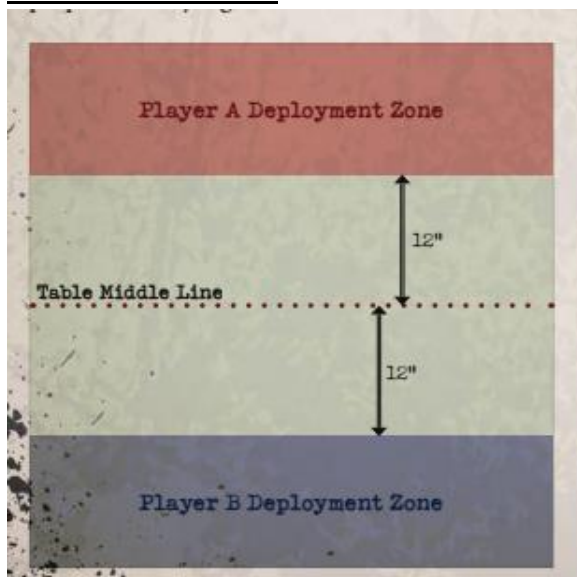 Player A Deployment Zone
12"
Table Middle Line
12"
Player B Deployment Zone